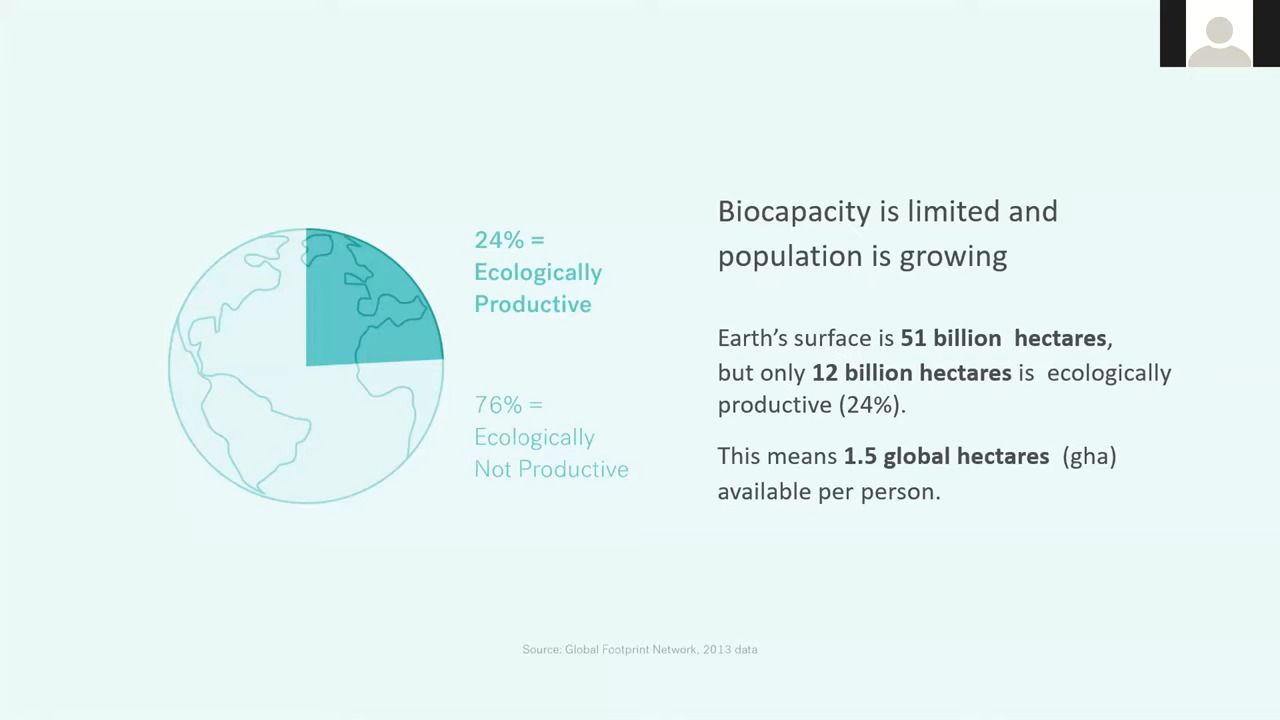 24% =
Ecologically
Productive
76% =
Ecologically
Not Productive
Biocapacity is limited and
population is growing
Earth’s surface is 51 billion hectares,
but only 12 billion hectares is ecologically
productive (24%).
This means 1.5 global hectares (gha)
available per person.
Source: Global Footprint Network, 2013 data